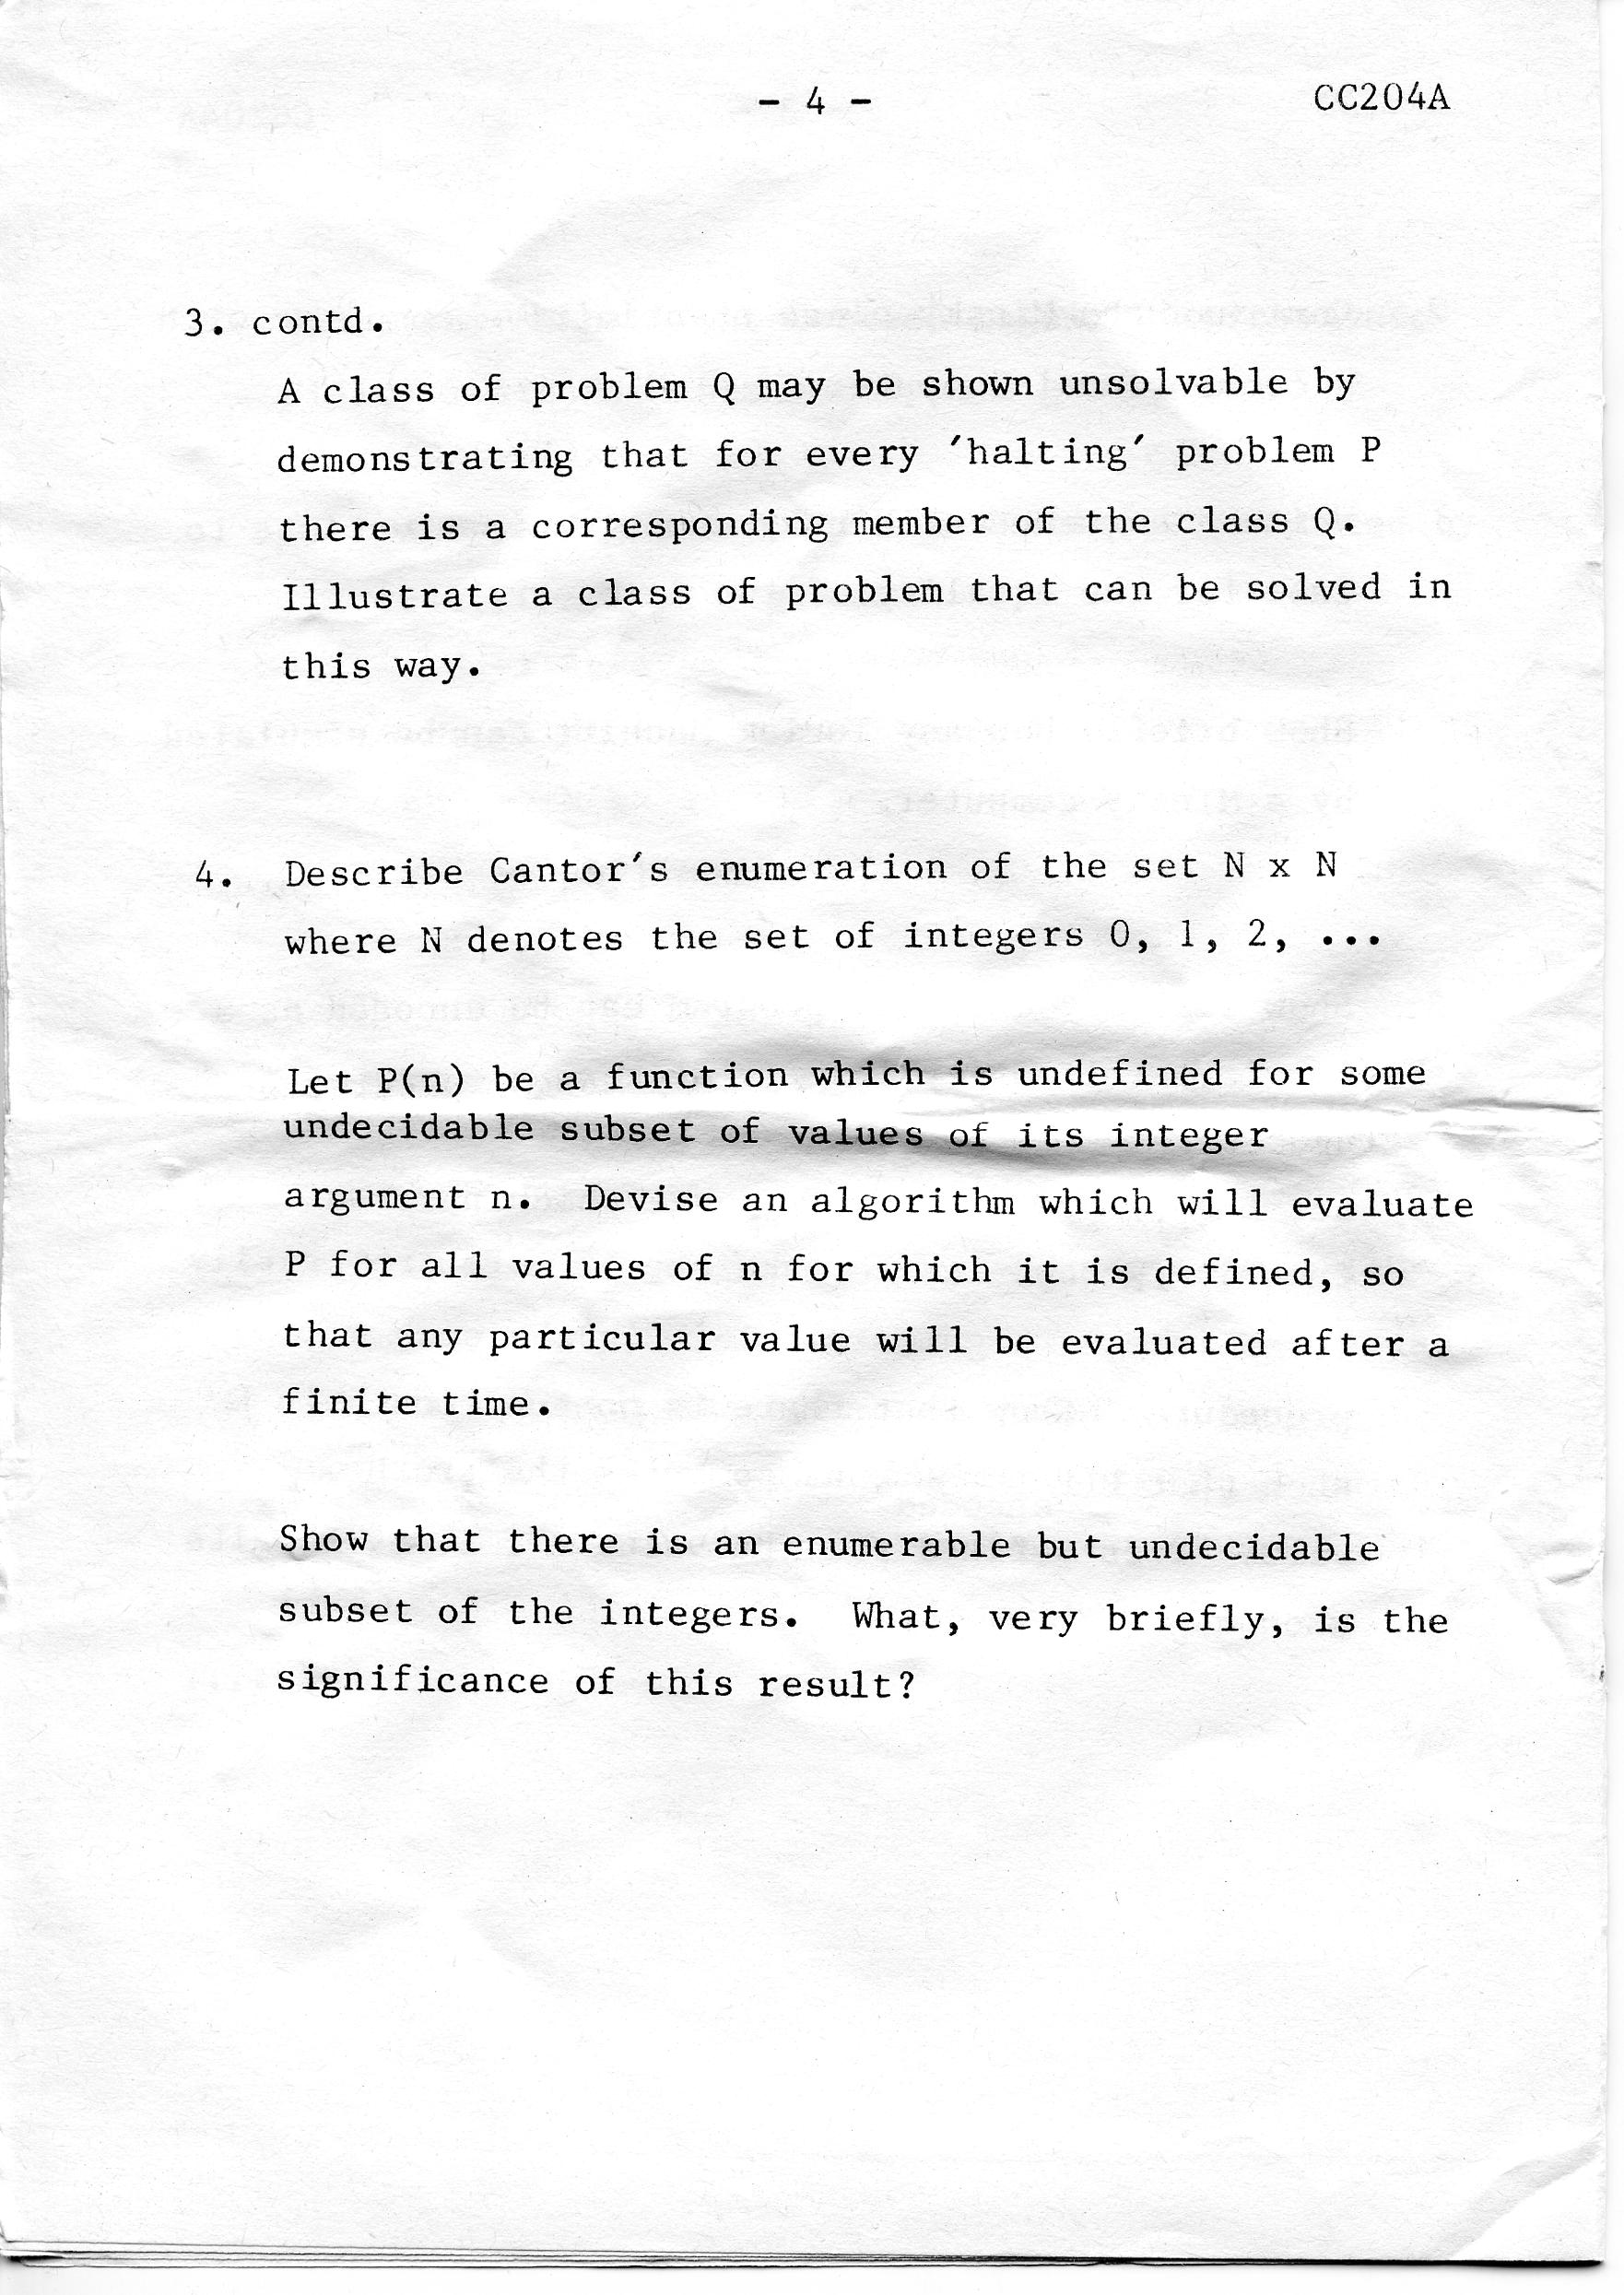 - 4 -
CC204A
3. contd.
A class of problem Q may be shown unsolvable by
demonstrating that for every 'halting' problem P
there is a corresponding member of the class Q.
Illustrate a class of problem that can be solved in
this way.
4. Describe Cantor's enumeration of the set N x N
where N denotes the set of integers 0, 1, 2, ...
Let P(n) be a function which is undefined for some
undecidable subset of values of its integer
argument n. Devise an algorithm which will evaluate
P for all values of n for which it is defined, so
that any particular value will be evaluated after a
finite time.
Show that there is an enumerable but undecidable
subset of the integers. What, very briefly, is the
significance of this result?